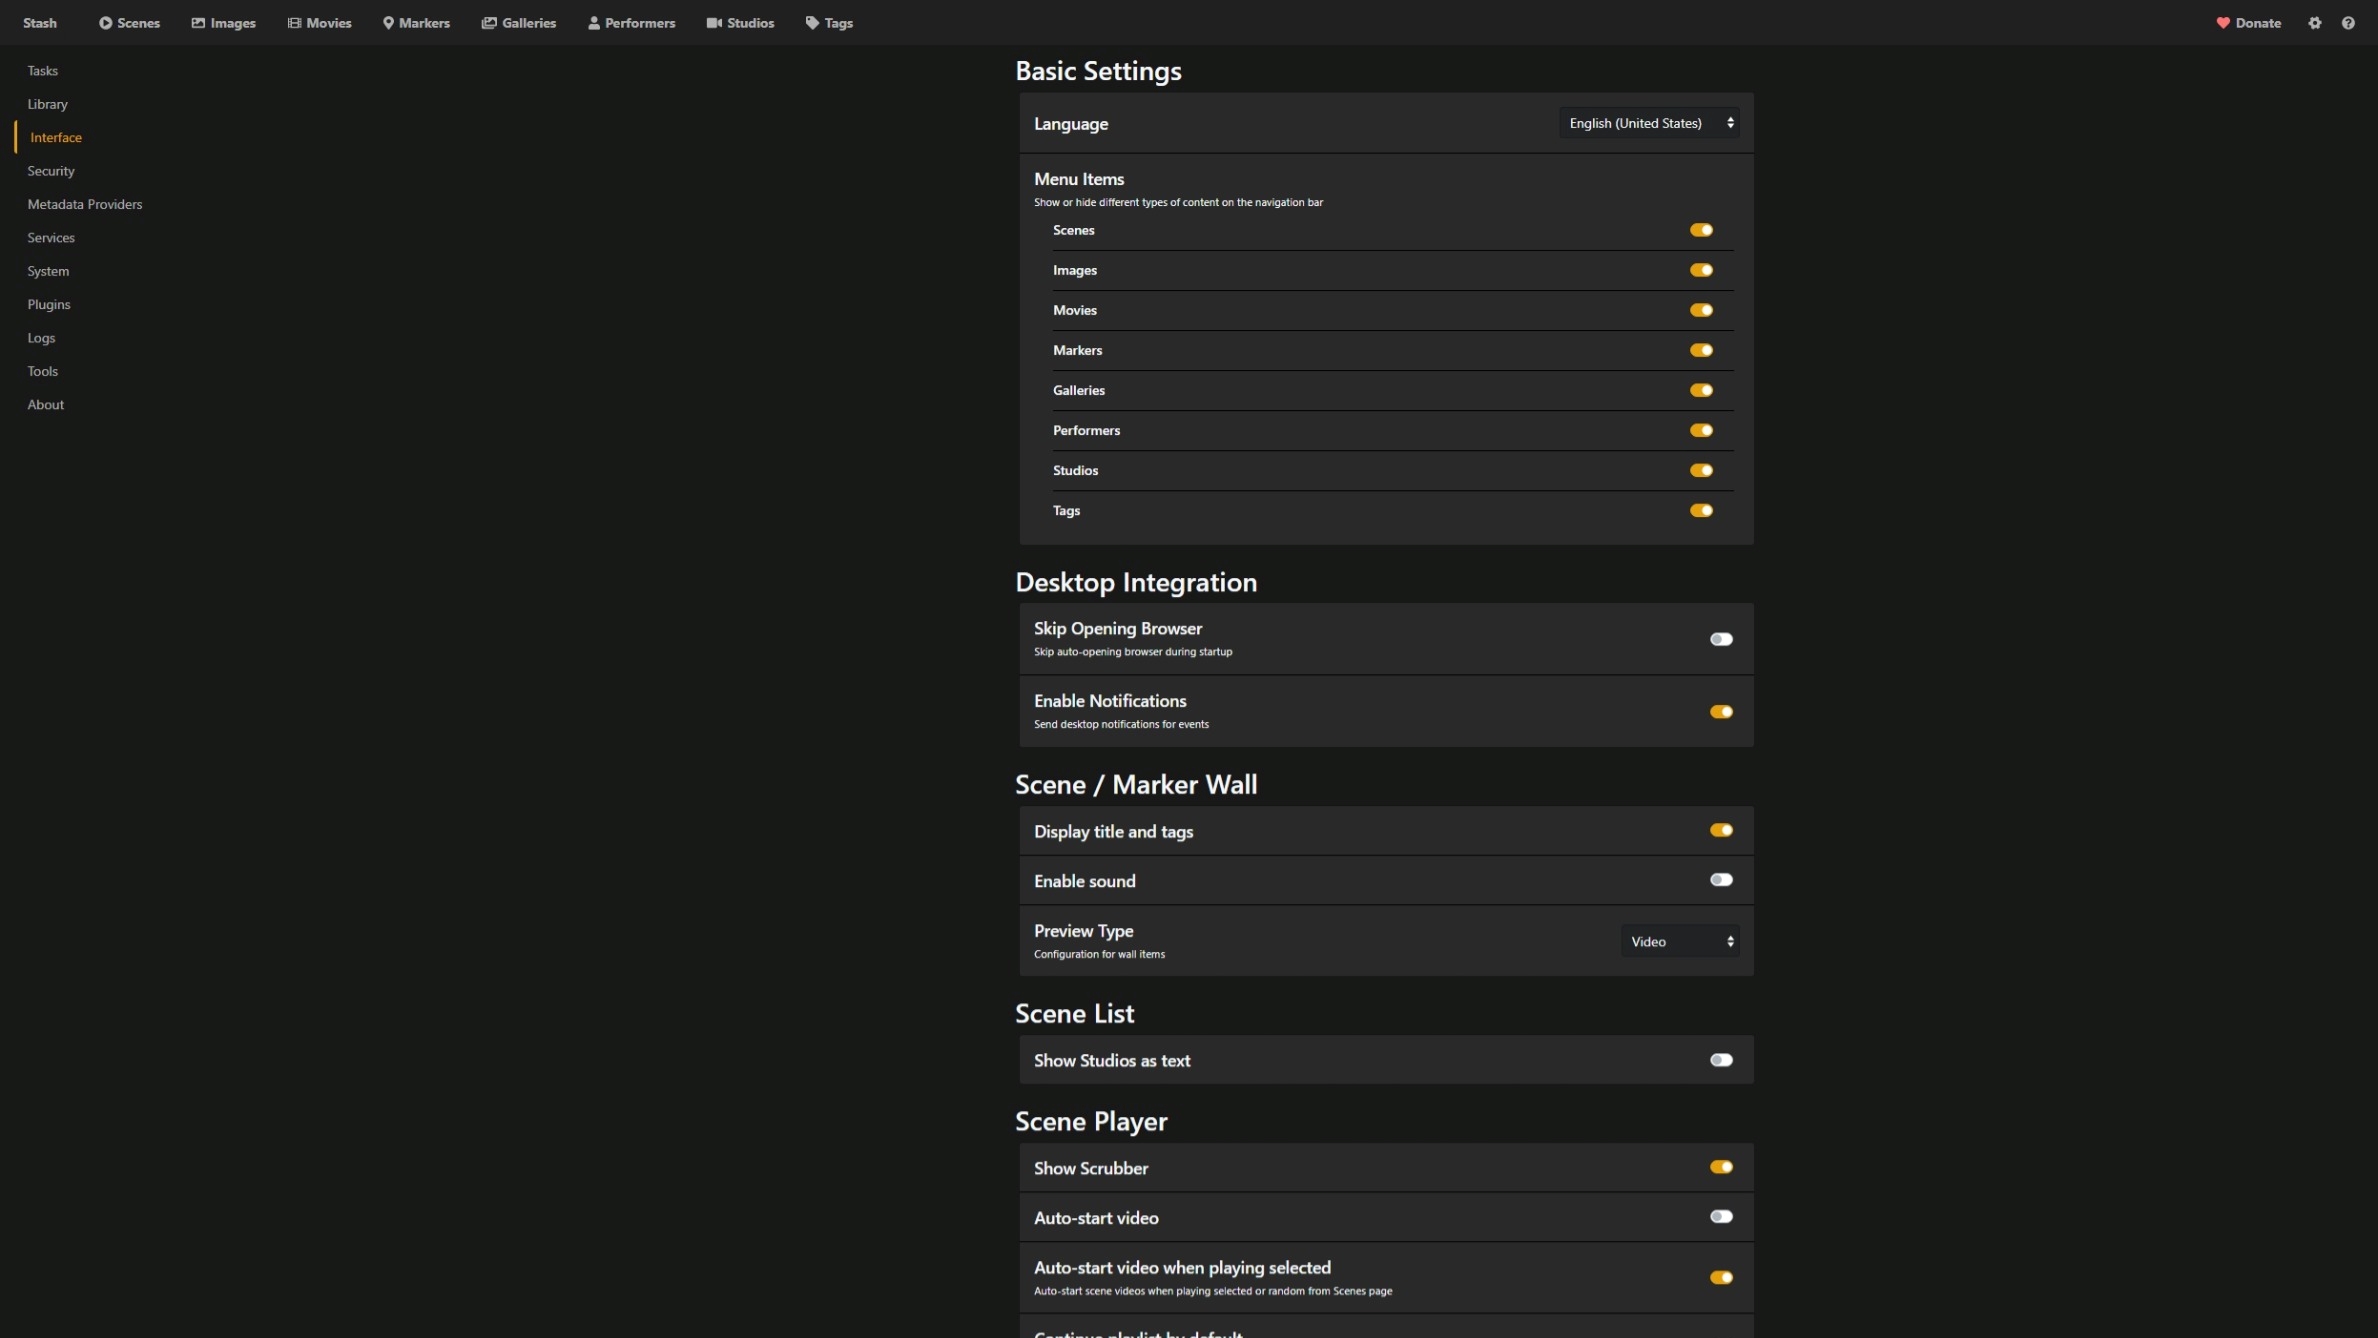 Stash Scenes Images Movies Markers Galleries Performers Studios Tags Donate
Tasks
Library
Interface
Security
Metadata Providers
Services
System
Plugins
Logs
Tools
About
Basic Settings
Language English (United States)
Menu Items
Show or hide different types of content on the navigation bar
Scenes
Images
Movies
Markers
Galleries
Performers
Studios
Tags
Desktop Integration
Skip Opening Browser
Skip auto-opening browser during startup
Enable Notifications
Send desktop notifications for events
Scene / Marker Wall
Display title and tags
Enable sound
Preview Type
Video
Configuration for wall items
Scene List
Show Studios as text
Scene Player
Show Scrubber
Auto-start video
Auto-start video when playing selected
Auto-start scene videos when playing selected or random from Scenes page
Continue playlist by default